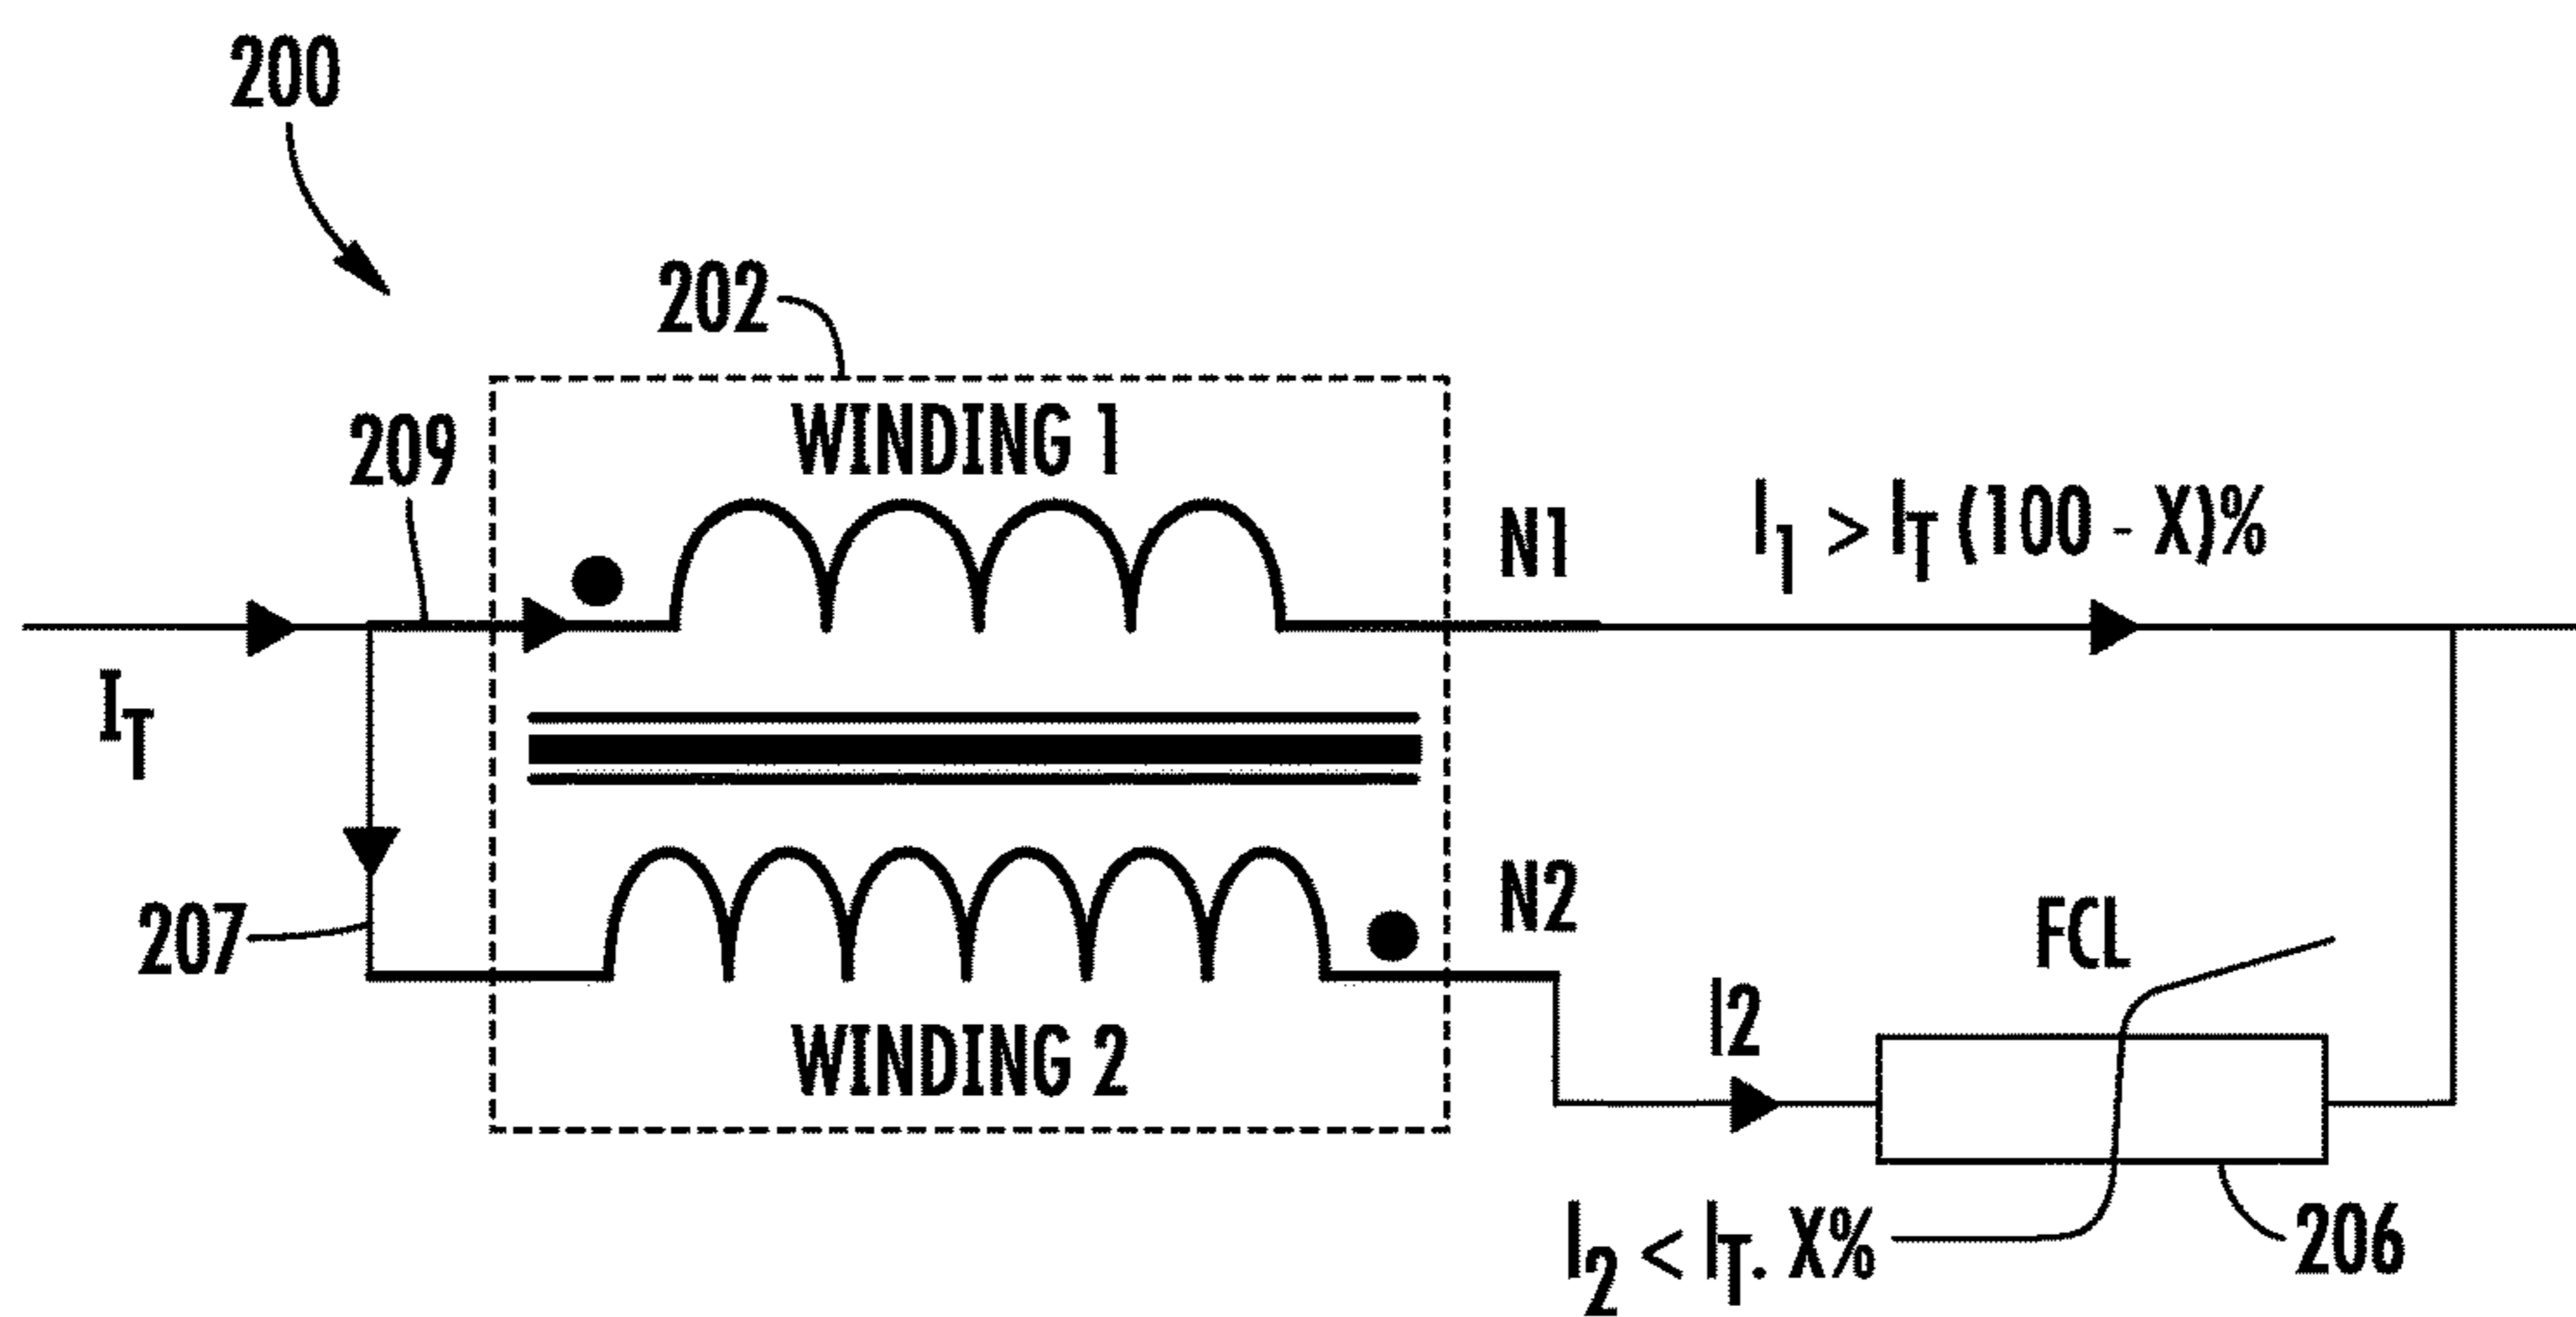 200
202
WINDING 1
209
N1
I1 > IT (100 - X)%
IT
207
N2
FCL
I2
WINDING 2
I2 < IT. X%
206